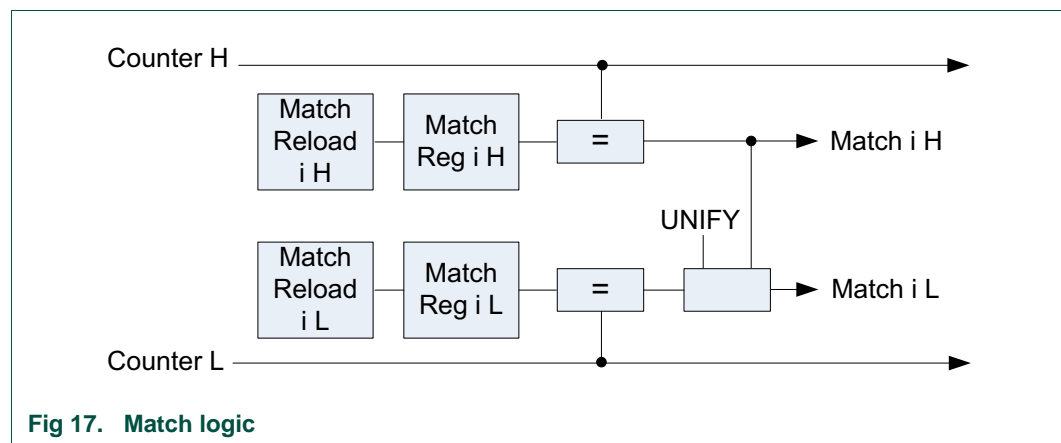 Counter H
Match
Reload
i H
Match
Reg i H
=
Match i H
UNIFY
Match
Reload
i L
Match
Reg i L
=
Match i L
Counter L
Fig 17. Match logic